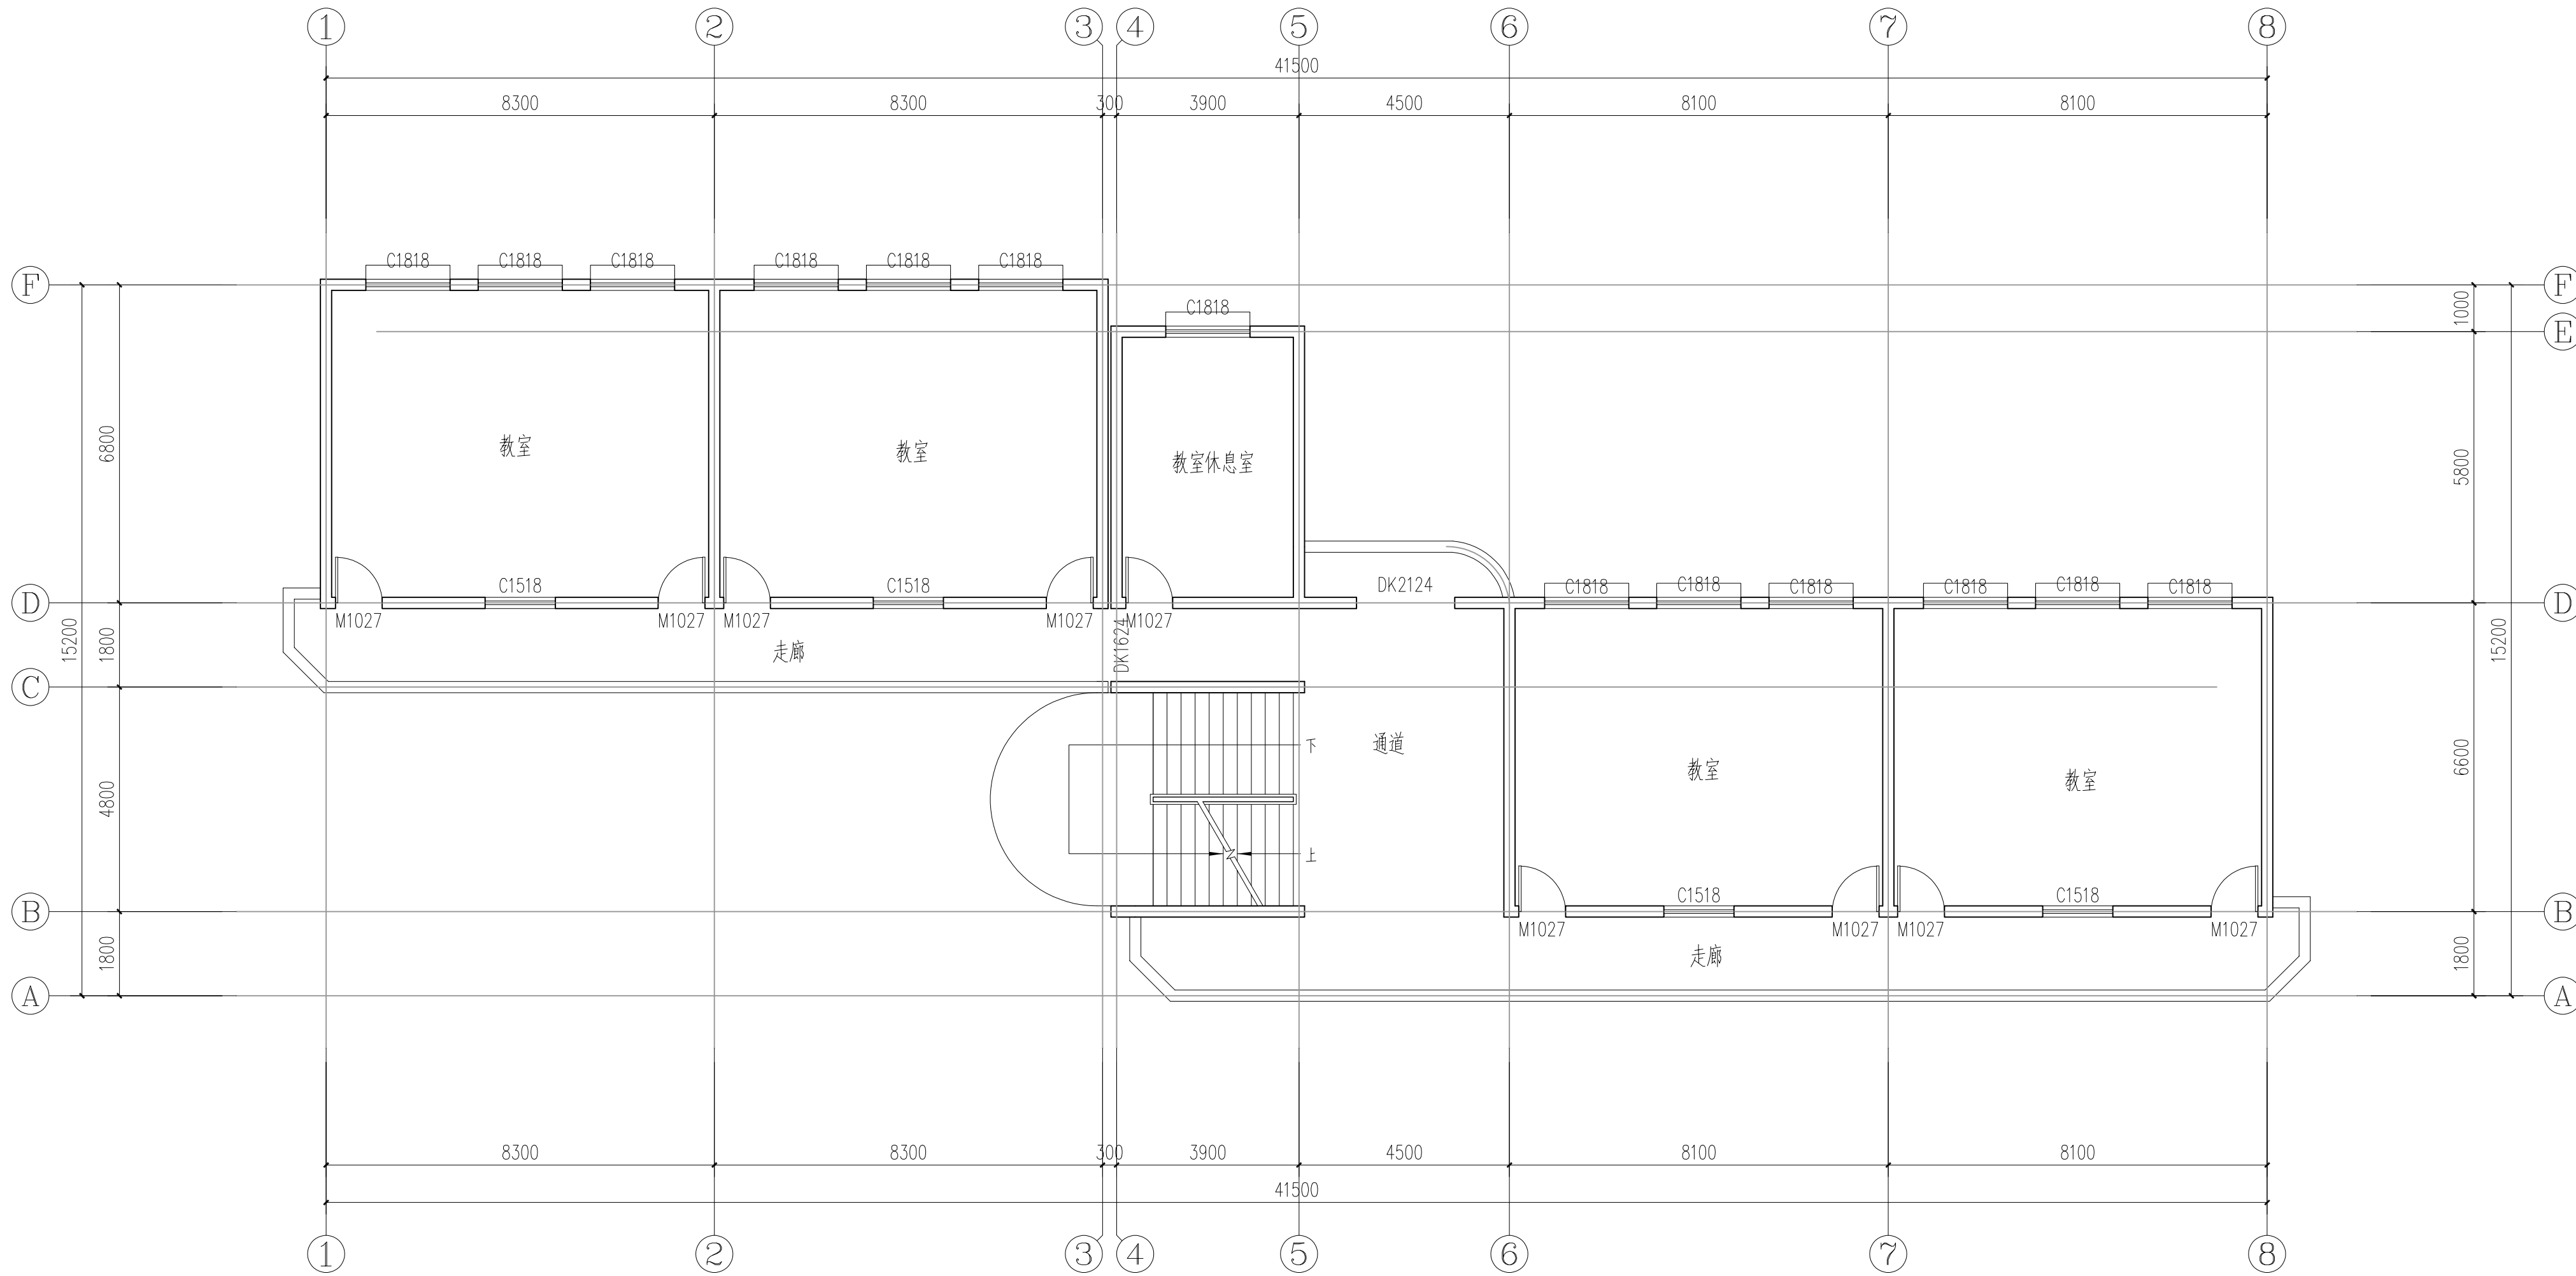 1 2 3 4 5 6 7 8
41500
8300 8300 300 3900 4500 8100 8100
C1818 C1818 C1818 C1818 C1818 C1818
F F
1000
C1818
E
6800
教室 教室 教室休息室
5800
C1518 C1518 DK2124 C1818 C1818 C1818 C1818 C1818 C1818
D D
M1027 M1027 M1027 M1027 DK1624 M1027
15200 1800 走廊 15200
C
下 通道
教室 教室
6600
4800
上
C1518 C1518
B B
M1027 M1027 M1027 M1027
1800 走廊 1800
A A
8300 8300 300 3900 4500 8100 8100
41500
1 2 3 4 5 6 7 8